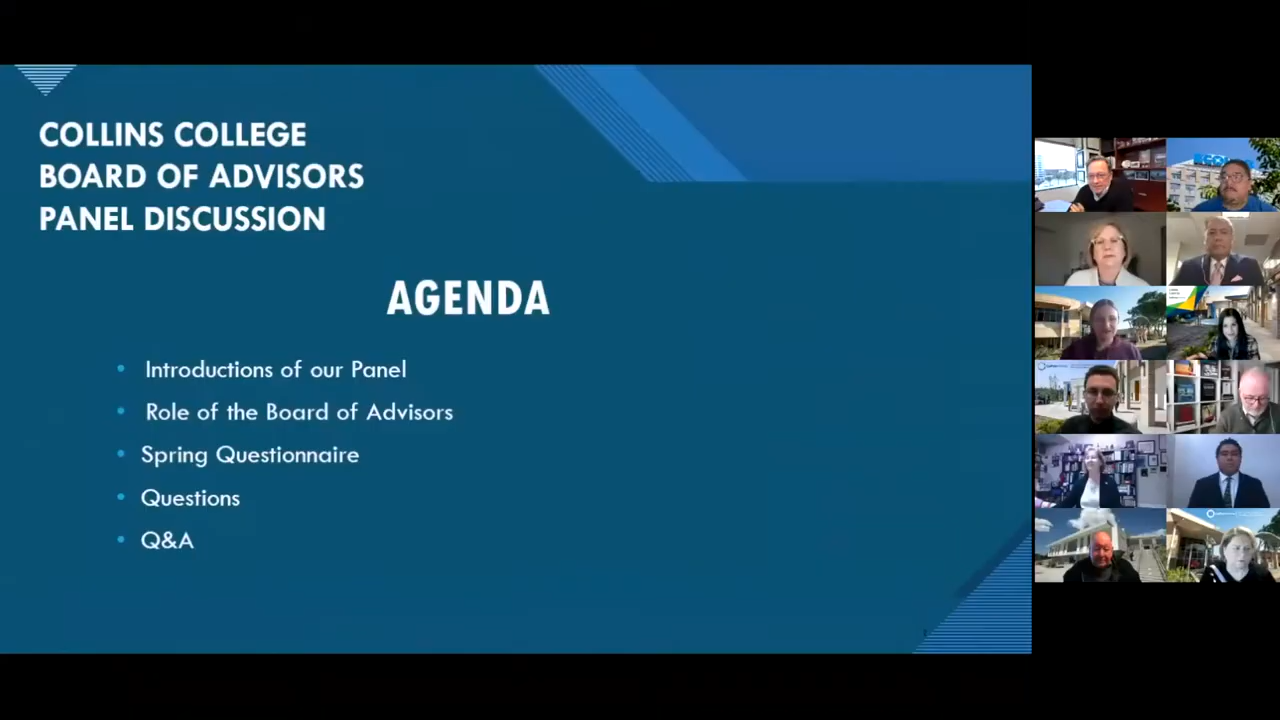 COLLINS COLLEGE
BOARD OF ADVISORS
PANEL DISCUSSION
AGENDA
• Introductions of our Panel
• Role of the Board of Advisors
• Spring Questionnaire
• Questions
• Q&A